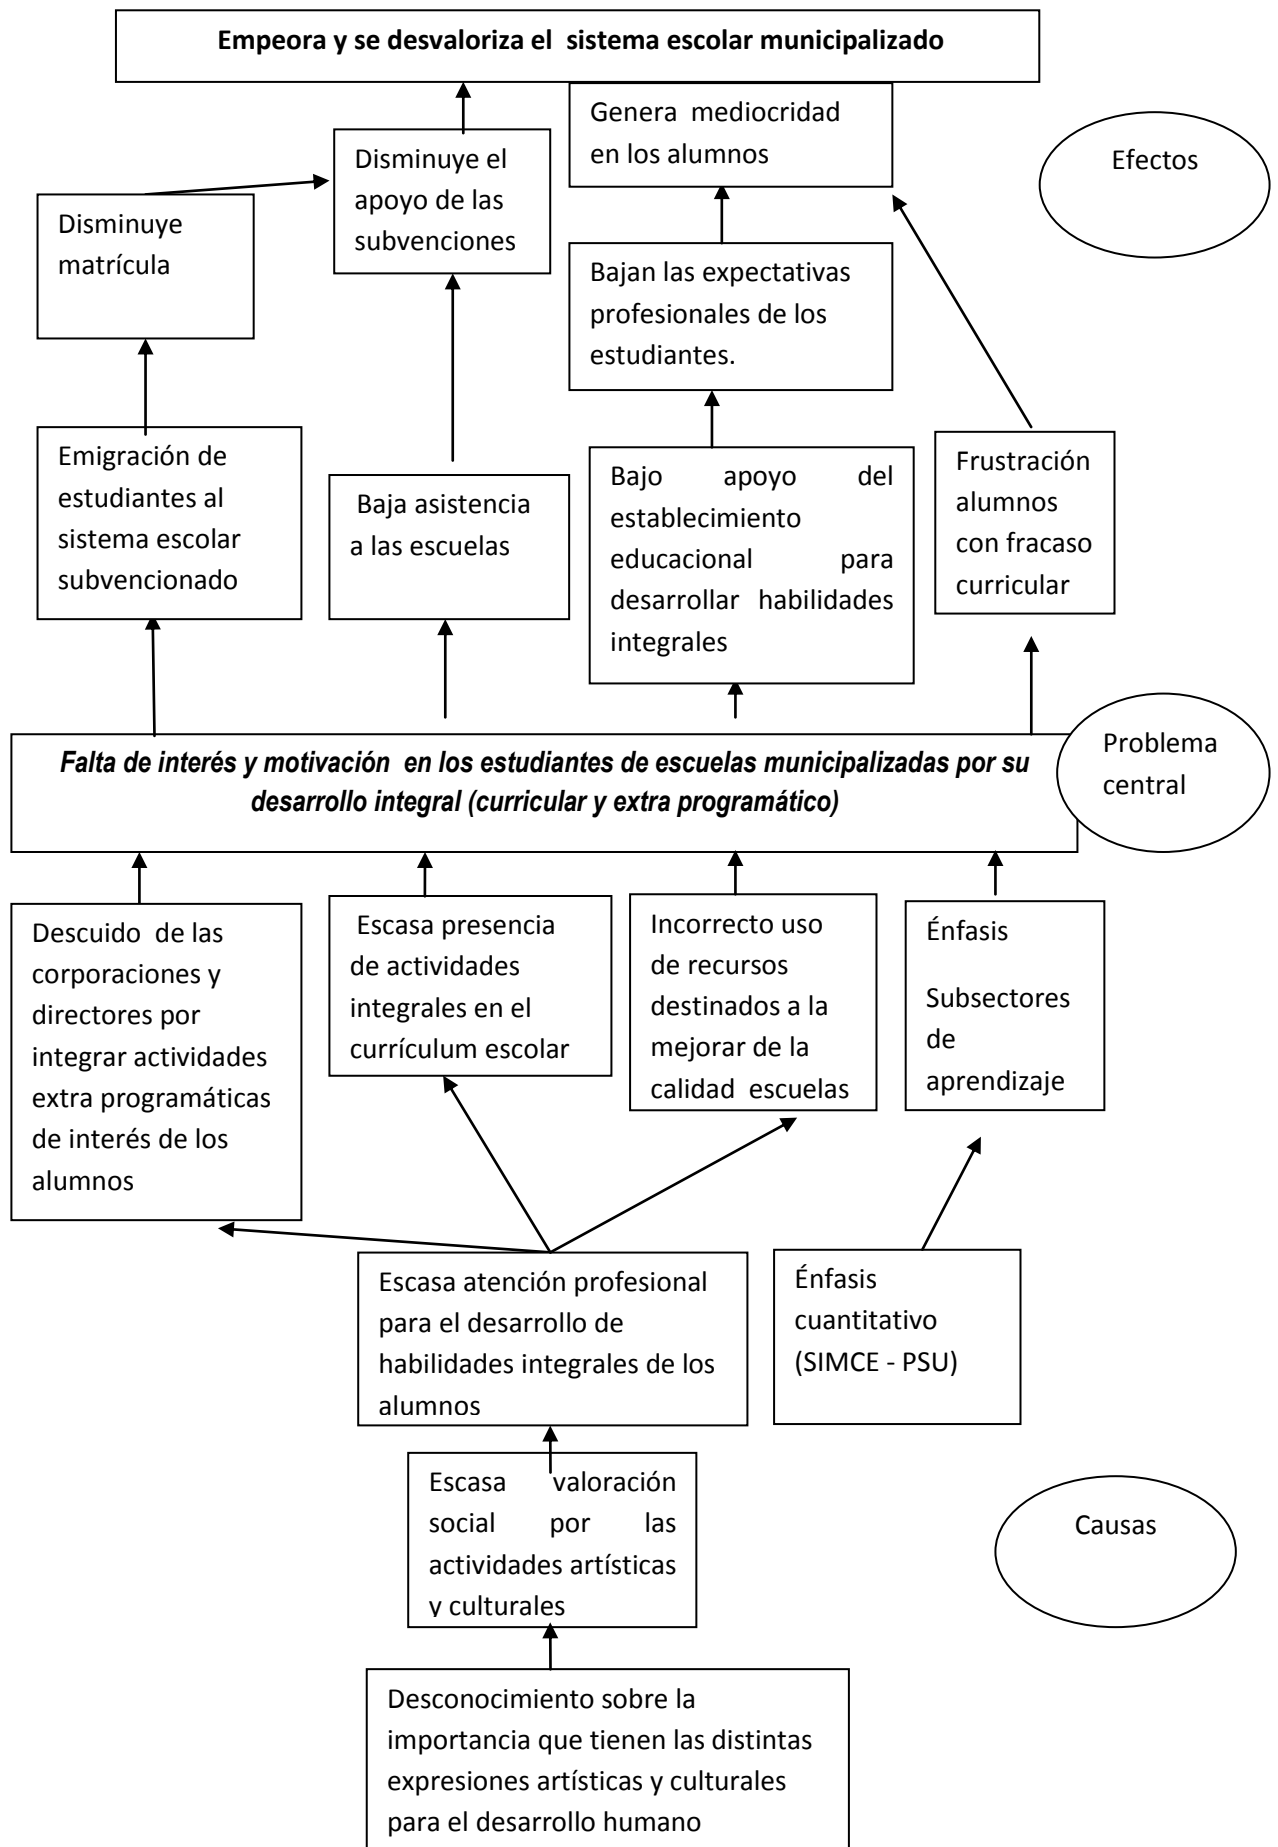 Empeora y se desvaloriza el sistema escolar municipalizado
Genera mediocridad
en los alumnos
Efectos
Disminuye el
apoyo de las
subvenciones
Disminuye
matrícula
Bajan las expectativas
profesionales de los
estudiantes.
Emigración de
estudiantes al
sistema escolar
subvencionado
Baja asistencia
a las escuelas
Bajo apoyo del
establecimiento
educacional para
desarrollar habilidades
integrales
Frustración
alumnos
con fracaso
curricular
Problema
central
Falta de interés y motivación en los estudiantes de escuelas municipalizadas por su
desarrollo integral (curricular y extra programático)
Descuido de las
corporaciones y
directores por
integrar actividades
extra programáticas
de interés de los
alumnos
Escasa presencia
de actividades
integrales en el
currículum escolar
Incorrecto uso
de recursos
destinados a la
mejorar de la
calidad escuelas
Énfasis
Subsectores
de
aprendizaje
Escasa atención profesional
para el desarrollo de
habilidades integrales de los
alumnos
Énfasis
cuantitativo
(SIMCE - PSU)
Escasa valoración
social por las
actividades artísticas
y culturales
Causas
Desconocimiento sobre la
importancia que tienen las distintas
expresiones artísticas y culturales
para el desarrollo humano